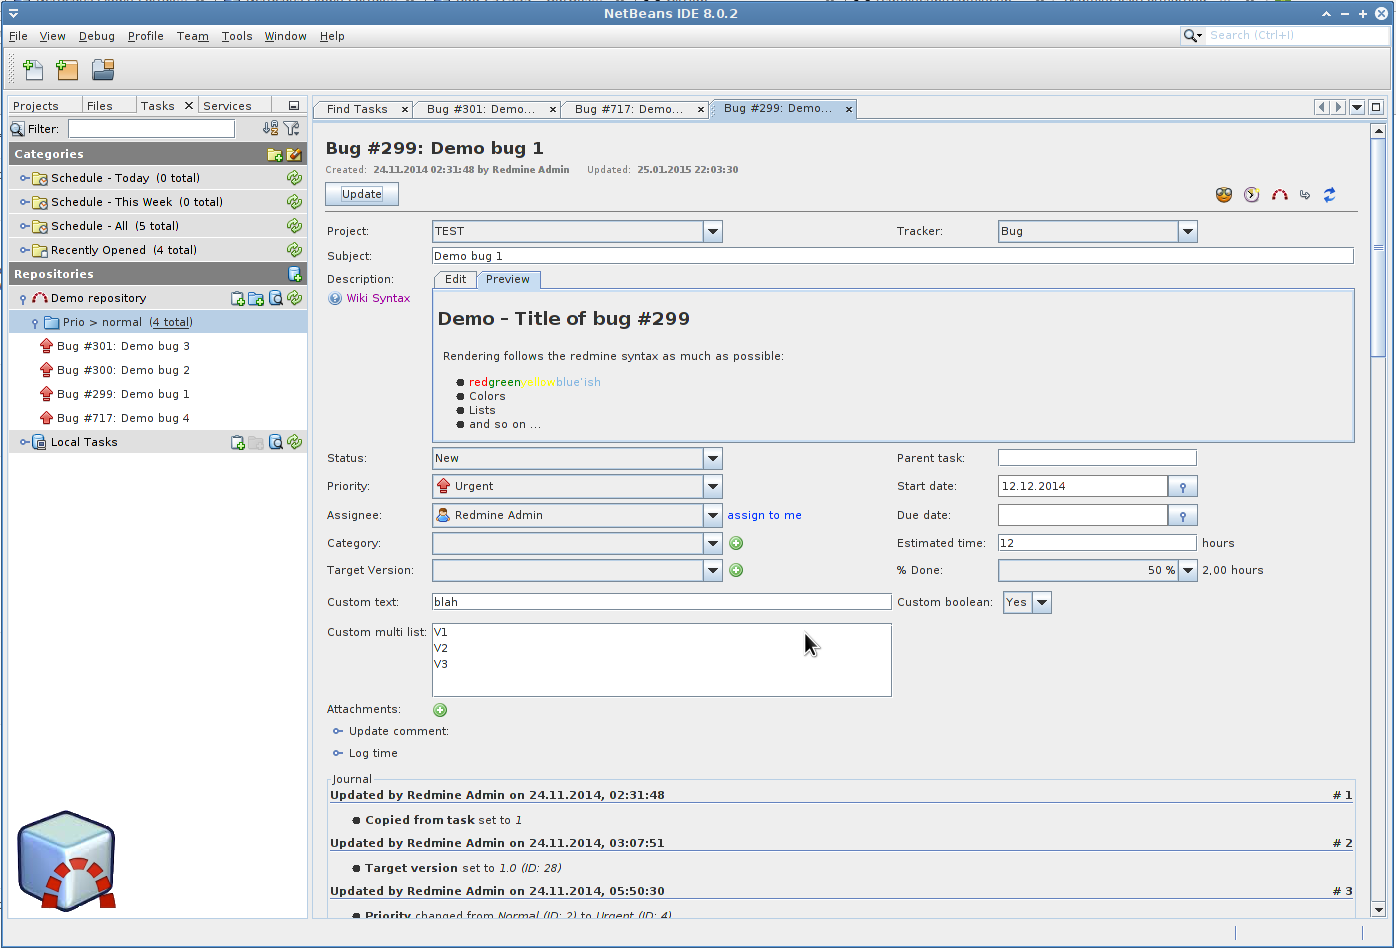 NetBeans IDE 8.0.2
File View Debug Profile Team Tools Window Help
Search (Ctrl+I)
Projects Files Tasks Services
Filter:
Categories
Schedule - Today (0 total)
Schedule - This Week (0 total)
Schedule - All (5 total)
Recently Opened (4 total)
Repositories
Demo repository
Prio > normal (4 total)
Bug #301: Demo bug 3
Bug #300: Demo bug 2
Bug #299: Demo bug 1
Bug #717: Demo bug 4
Local Tasks
Find Tasks Bug #301: Demo... Bug #717: Demo... Bug #299: Demo...
Bug #299: Demo bug 1
Created: 24.11.2014 02:31:48 by Redmine Admin Updated: 25.01.2015 22:03:30
Update
Project: TEST Tracker: Bug
Subject: Demo bug 1
Description: Edit Preview
Wiki Syntax
Demo - Title of bug #299
Rendering follows the redmine syntax as much as possible:
● redgreenyellowblue'ish
● Colors
● Lists
● and so on ...
Status: New Parent task:
Priority: Urgent Start date: 12.12.2014
Assignee: Redmine Admin assign to me Due date:
Category: Estimated time: 12 hours
Target Version: % Done: 50 % 2,00 hours
Custom text: blah Custom boolean: Yes
Custom multi list: V1
V2
V3
Attachments:
Update comment:
Log time
Journal
Updated by Redmine Admin on 24.11.2014, 02:31:48 # 1
● Copied from task set to 1
Updated by Redmine Admin on 24.11.2014, 03:07:51 # 2
● Target version set to 1.0 (ID: 28)
Updated by Redmine Admin on 24.11.2014, 05:50:30 # 3
● Priority changed from Normal (ID: 2) to Urgent (ID: 4)